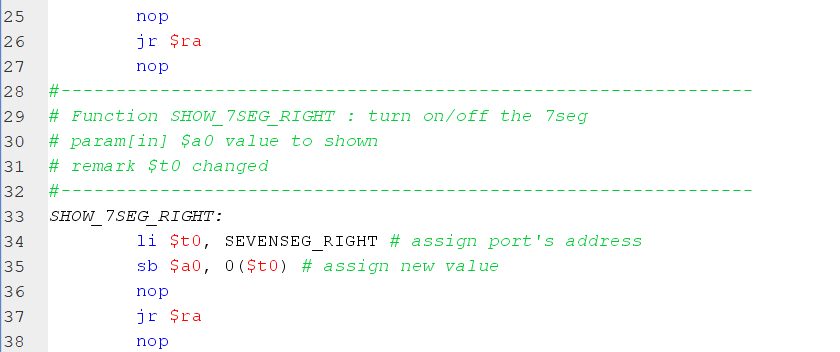 25 nop
26 jr $ra
27 nop
28 #---------------------------------------------------------------
29 # Function SHOW_7SEG_RIGHT : turn on/off the 7seg
30 # param[in] $a0 value to shown
31 # remark $t0 changed
32 #---------------------------------------------------------------
33 SHOW_7SEG_RIGHT:
34 li $t0, SEVENSEG_RIGHT # assign port's address
35 sb $a0, 0($t0) # assign new value
36 nop
37 jr $ra
38 nop